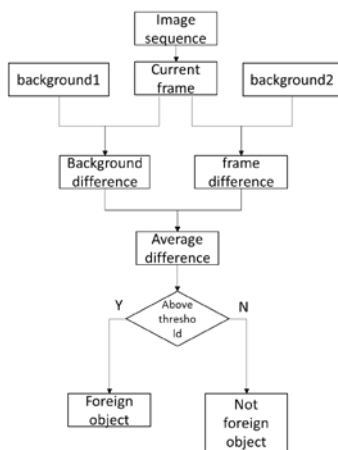 Image
sequence
background1
Current
frame
background2
Background
difference
frame
difference
Average
difference
Y
Above
thresho
ld
N
Foreign
object
Not
foreign
object